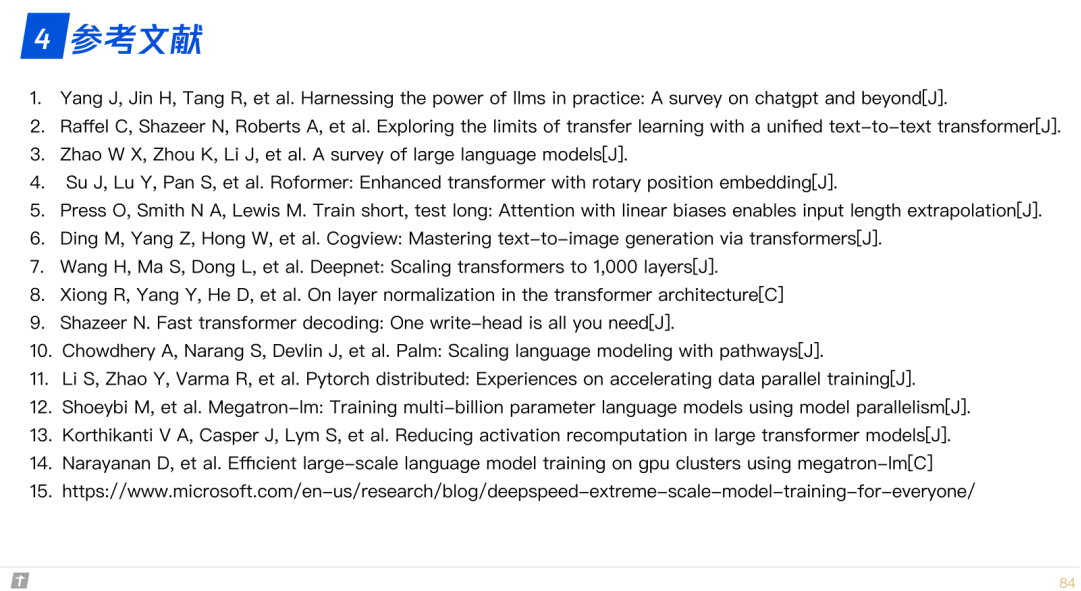 4 参考文献
1. Yang J, Jin H, Tang R, et al. Harnessing the power of llms in practice: A survey on chatgpt and beyond[J].
2. Raffel C, Shazeer N, Roberts A, et al. Exploring the limits of transfer learning with a unified text-to-text transformer[J].
3. Zhao W X, Zhou K, Li J, et al. A survey of large language models[J].
4. Su J, Lu Y, Pan S, et al. Roformer: Enhanced transformer with rotary position embedding[J].
5. Press O, Smith N A, Lewis M. Train short, test long: Attention with linear biases enables input length extrapolation[J].
6. Ding M, Yang Z, Hong W, et al. Cogview: Mastering text-to-image generation via transformers[J].
7. Wang H, Ma S, Dong L, et al. Deepnet: Scaling transformers to 1,000 layers[J].
8. Xiong R, Yang Y, He D, et al. On layer normalization in the transformer architecture[C]
9. Shazeer N. Fast transformer decoding: One write-head is all you need[J].
10. Chowdhery A, Narang S, Devlin J, et al. Palm: Scaling language modeling with pathways[J].
11. Li S, Zhao Y, Varma R, et al. Pytorch distributed: Experiences on accelerating data parallel training[J].
12. Shoeybi M, et al. Megatron-lm: Training multi-billion parameter language models using model parallelism[J].
13. Korthikanti V A, Casper J, Lym S, et al. Reducing activation recomputation in large transformer models[J].
14. Narayanan D, et al. Efficient large-scale language model training on gpu clusters using megatron-lm[C]
15. https://www.microsoft.com/en-us/research/blog/deepspeed-extreme-scale-model-training-for-everyone/
84